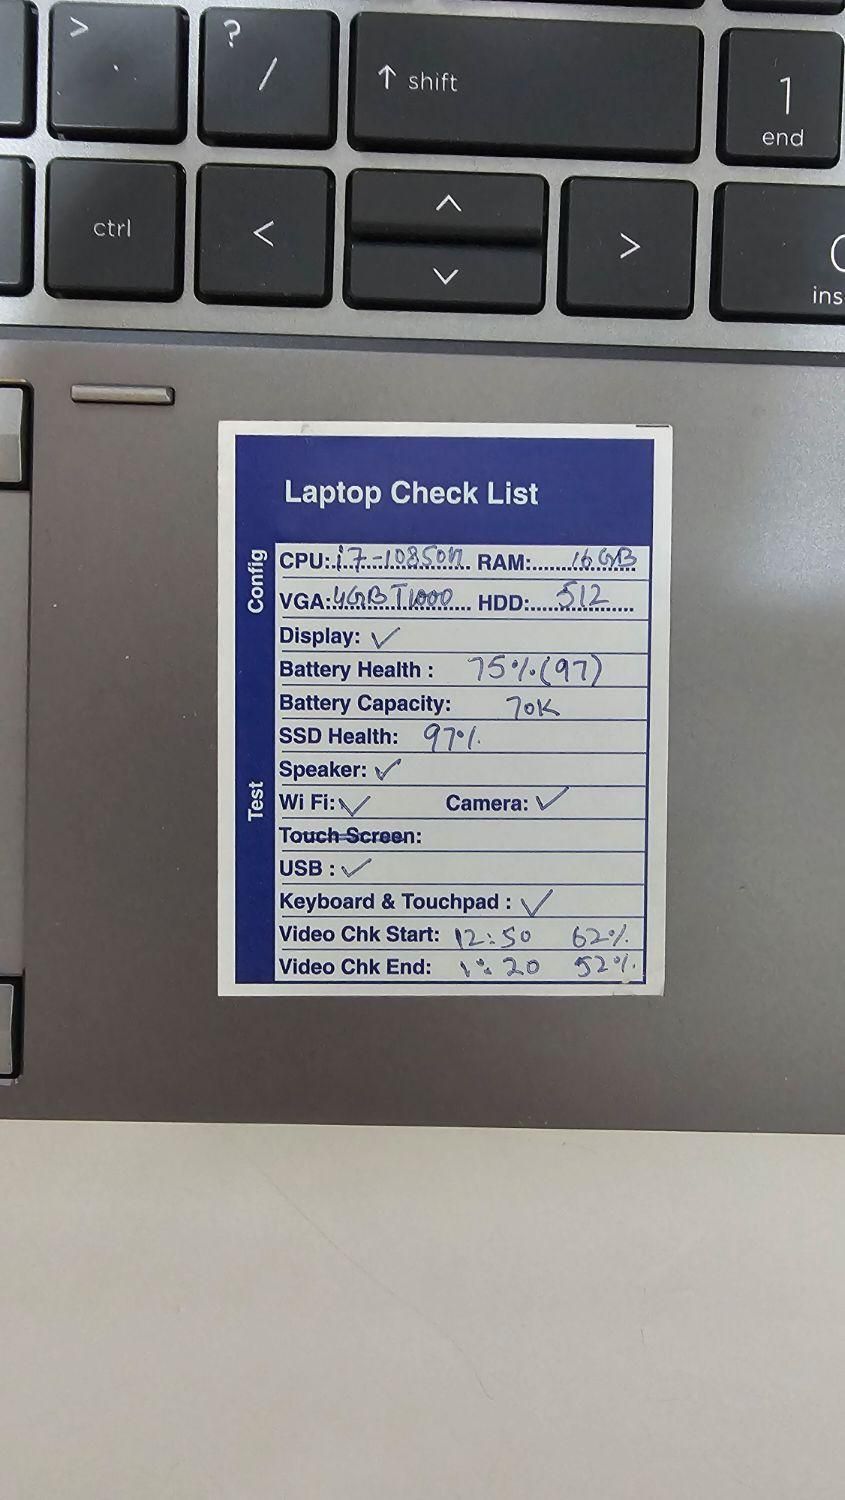 > .
? /
↑ shift
1
end
ctrl
<
^
v
>
ins
Laptop Check List
Config
CPU: i7-10850H RAM: 16GB
VGA: 4GB T1000 HDD: 512
Display: ✓
Battery Health : 75% (97)
Battery Capacity: 70K
SSD Health: 97%
Test
Speaker: ✓
Wi Fi: ✓ Camera: ✓
Touch Screen:
USB : ✓
Keyboard & Touchpad : ✓
Video Chk Start: 12:50 62%
Video Chk End: 1:20 52%